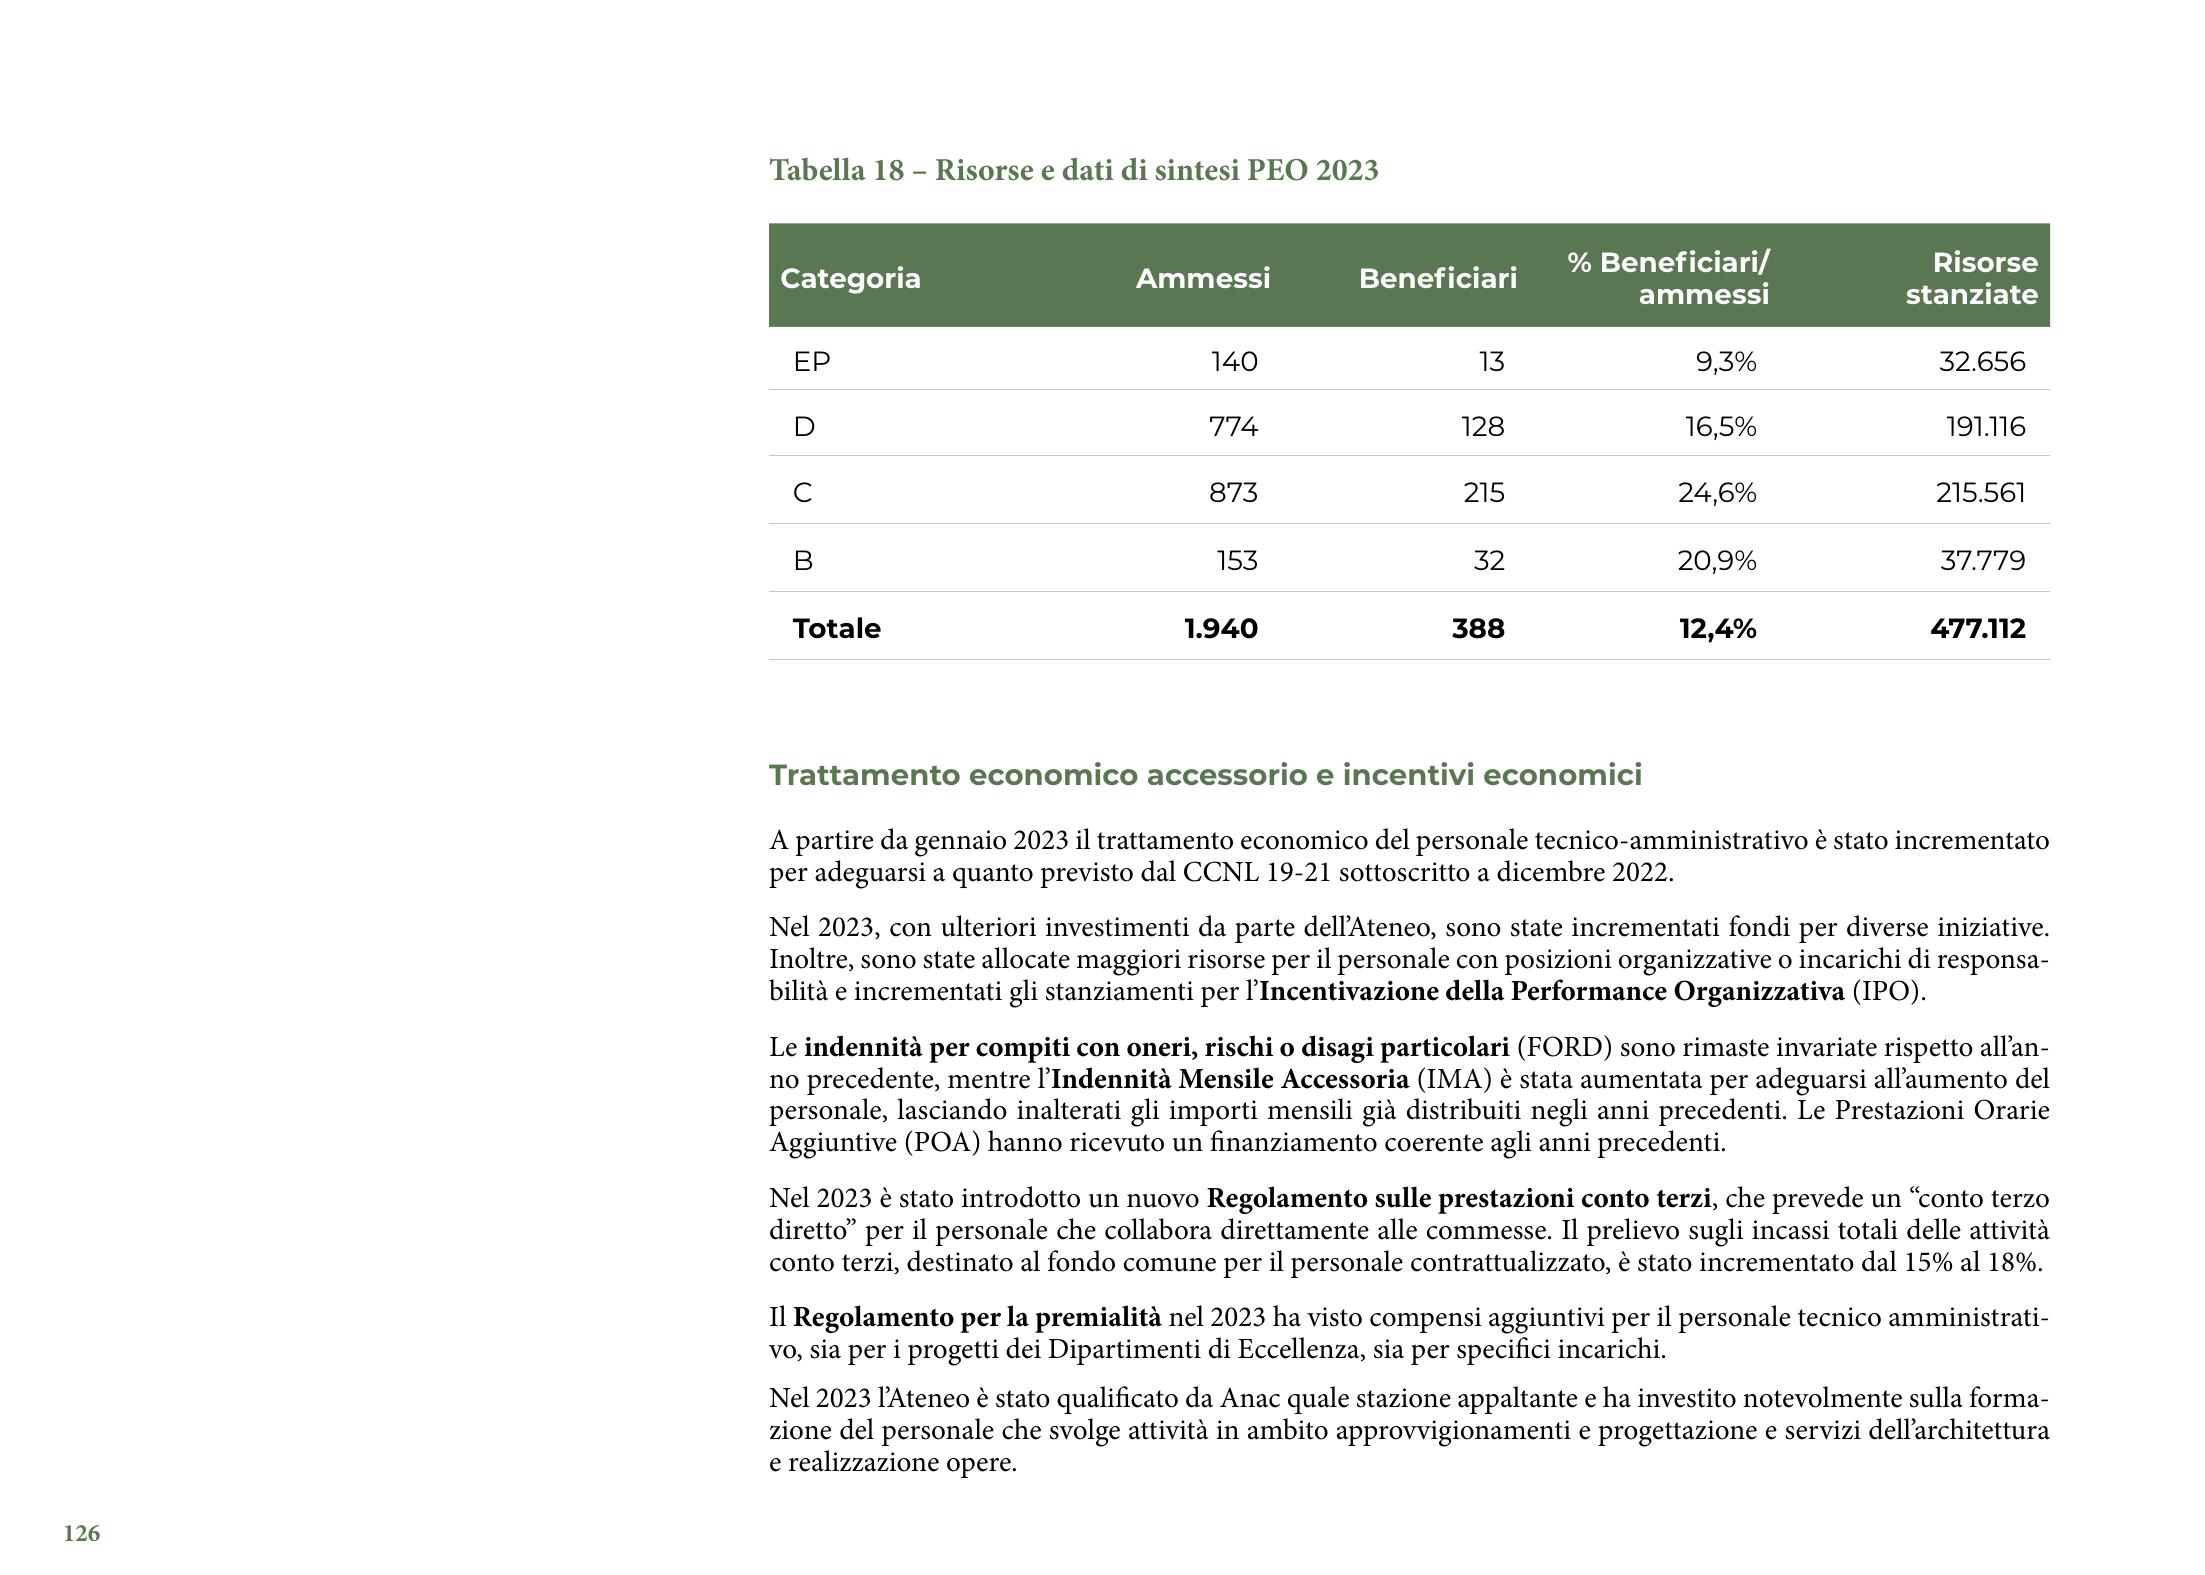 Tabella 18 – Risorse e dati di sintesi PEO 2023
Categoria Ammessi Beneficiari % Beneficiari/ ammessi Risorse stanziate
EP 140 13 9,3% 32.656
D 774 128 16,5% 191.116
C 873 215 24,6% 215.561
B 153 32 20,9% 37.779
Totale 1.940 388 12,4% 477.112
Trattamento economico accessorio e incentivi economici
A partire da gennaio 2023 il trattamento economico del personale tecnico-amministrativo è stato incrementato
per adeguarsi a quanto previsto dal CCNL 19-21 sottoscritto a dicembre 2022.
Nel 2023, con ulteriori investimenti da parte dell’Ateneo, sono state incrementati fondi per diverse iniziative.
Inoltre, sono state allocate maggiori risorse per il personale con posizioni organizzative o incarichi di responsa-
bilità e incrementati gli stanziamenti per l’Incentivazione della Performance Organizzativa (IPO).
Le indennità per compiti con oneri, rischi o disagi particolari (FORD) sono rimaste invariate rispetto all’an-
no precedente, mentre l’Indennità Mensile Accessoria (IMA) è stata aumentata per adeguarsi all’aumento del
personale, lasciando inalterati gli importi mensili già distribuiti negli anni precedenti. Le Prestazioni Orarie
Aggiuntive (POA) hanno ricevuto un finanziamento coerente agli anni precedenti.
Nel 2023 è stato introdotto un nuovo Regolamento sulle prestazioni conto terzi, che prevede un “conto terzo
diretto” per il personale che collabora direttamente alle commesse. Il prelievo sugli incassi totali delle attività
conto terzi, destinato al fondo comune per il personale contrattualizzato, è stato incrementato dal 15% al 18%.
Il Regolamento per la premialità nel 2023 ha visto compensi aggiuntivi per il personale tecnico amministrati-
vo, sia per i progetti dei Dipartimenti di Eccellenza, sia per specifici incarichi.
Nel 2023 l’Ateneo è stato qualificato da Anac quale stazione appaltante e ha investito notevolmente sulla forma-
zione del personale che svolge attività in ambito approvvigionamenti e progettazione e servizi dell’architettura
e realizzazione opere.
126